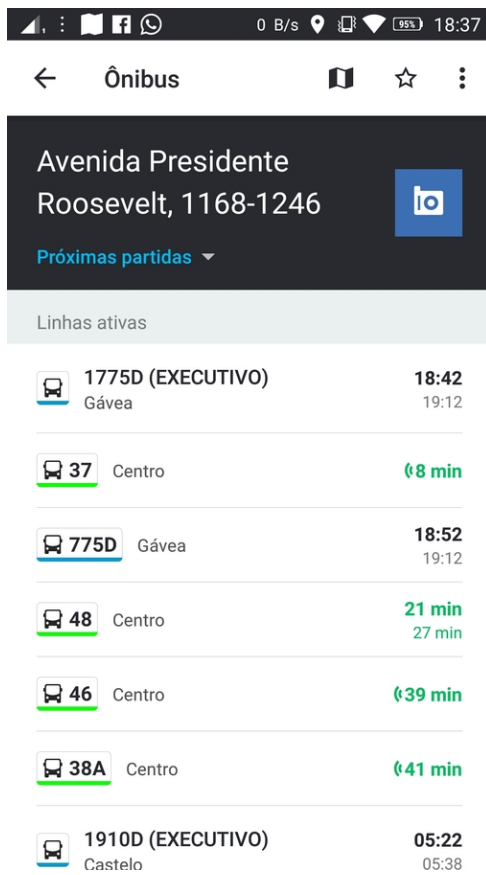 0 B/s 95% 18:37
Ônibus
Avenida Presidente
Roosevelt, 1168-1246
Próximas partidas
Linhas ativas
1775D (EXECUTIVO) 18:42
Gávea 19:12
37 Centro 8 min
775D Gávea 18:52
19:12
48 Centro 21 min
27 min
46 Centro 39 min
38A Centro 41 min
1910D (EXECUTIVO) 05:22
Castelo 05:38